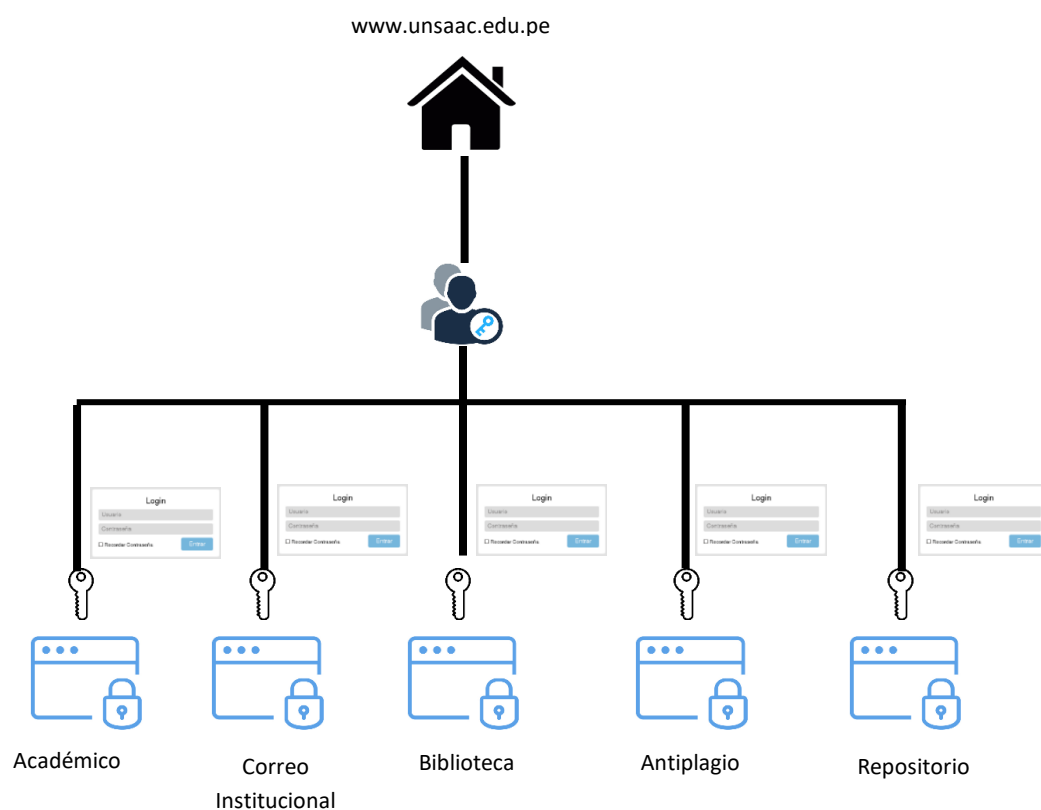 www.unsaac.edu.pe
Login
Usuario
Contraseña
Recordar Contraseña Entrar
Login
Usuario
Contraseña
Recordar Contraseña Entrar
Login
Usuario
Contraseña
Recordar Contraseña Entrar
Login
Usuario
Contraseña
Recordar Contraseña Entrar
Login
Usuario
Contraseña
Recordar Contraseña Entrar
Académico
Correo
Institucional
Biblioteca
Antiplagio
Repositorio